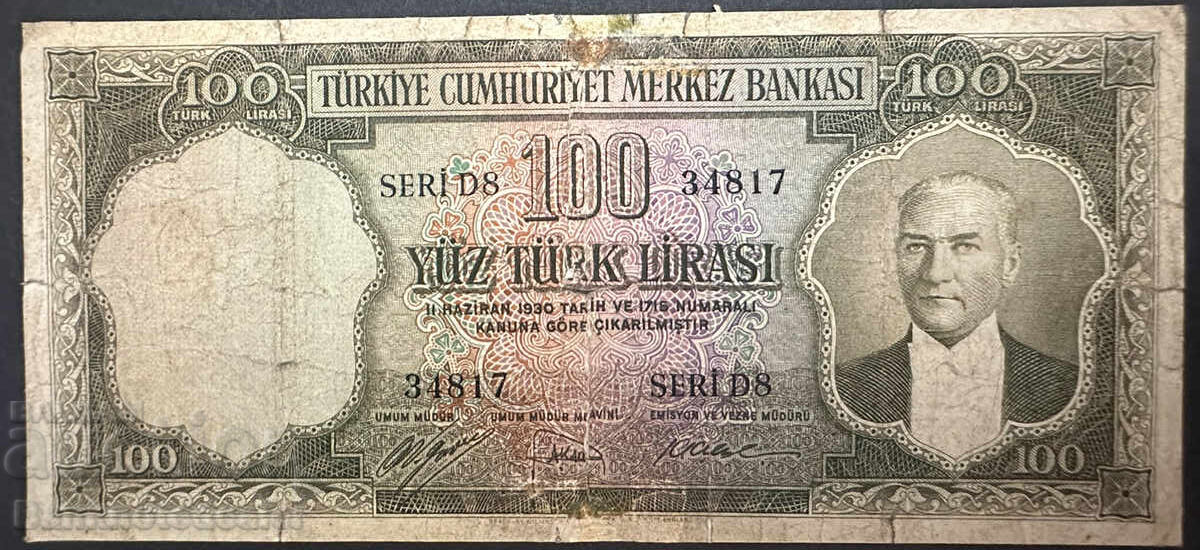 100 TÜRK LİRASI
TÜRKİYE CUMHURİYET MERKEZ BANKASI
100 TÜRK LİRASI
SERİ D8 100 34817
YÜZ TÜRK LİRASI
11 HAZİRAN 1930 TARİH VE 1715 NUMARALI
KANUNA GÖRE ÇIKARILMIŞTIR
34817 SERİ D8
UMUM MÜDÜR UMUM MÜDÜR MUAVİNİ EMİSYON VE VEZNE MÜDÜRÜ
100 100